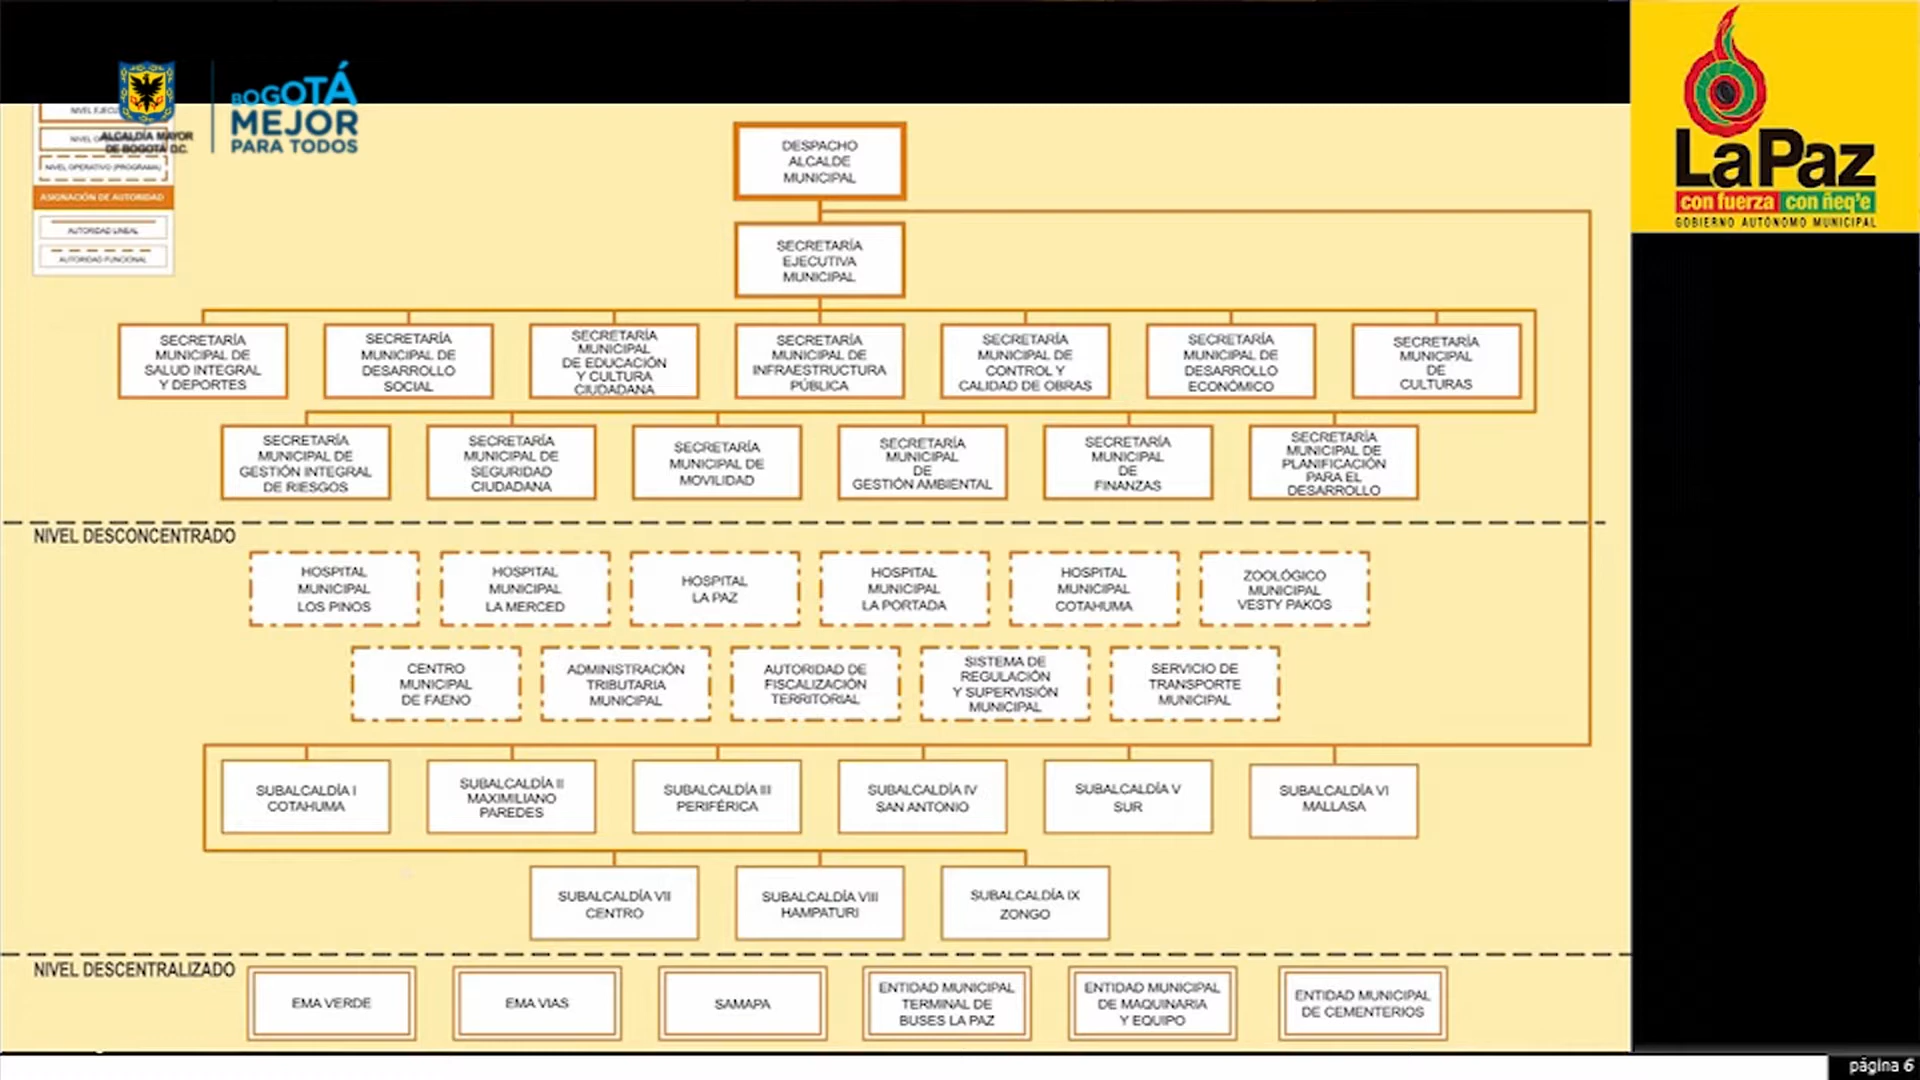 ALCALDÍA MAYOR
DE BOGOTÁ D.C.
BOGOTÁ
MEJOR
PARA TODOS
LaPaz
con fuerza con ñeq'e
GOBIERNO AUTÓNOMO MUNICIPAL
NIVEL OPERATIVO (PROGRAMA)
ASIGNACIÓN DE AUTORIDAD
AUTORIDAD LINEAL
AUTORIDAD FUNCIONAL
DESPACHO
ALCALDE
MUNICIPAL
SECRETARÍA
EJECUTIVA
MUNICIPAL
SECRETARÍA
MUNICIPAL DE
SALUD INTEGRAL
Y DEPORTES
SECRETARÍA
MUNICIPAL DE
DESARROLLO
SOCIAL
SECRETARÍA
MUNICIPAL
DE EDUCACIÓN
Y CULTURA
CIUDADANA
SECRETARÍA
MUNICIPAL DE
INFRAESTRUCTURA
PÚBLICA
SECRETARÍA
MUNICIPAL DE
CONTROL Y
CALIDAD DE OBRAS
SECRETARÍA
MUNICIPAL DE
DESARROLLO
ECONÓMICO
SECRETARÍA
MUNICIPAL
DE
CULTURAS
SECRETARÍA
MUNICIPAL DE
GESTIÓN INTEGRAL
DE RIESGOS
SECRETARÍA
MUNICIPAL DE
SEGURIDAD
CIUDADANA
SECRETARÍA
MUNICIPAL DE
MOVILIDAD
SECRETARÍA
MUNICIPAL
DE
GESTIÓN AMBIENTAL
SECRETARÍA
MUNICIPAL
DE
FINANZAS
SECRETARÍA
MUNICIPAL DE
PLANIFICACIÓN
PARA EL
DESARROLLO
NIVEL DESCONCENTRADO
HOSPITAL
MUNICIPAL
LOS PINOS
HOSPITAL
MUNICIPAL
LA MERCED
HOSPITAL
LA PAZ
HOSPITAL
MUNICIPAL
LA PORTADA
HOSPITAL
MUNICIPAL
COTAHUMA
ZOOLÓGICO
MUNICIPAL
VESTY PAKOS
CENTRO
MUNICIPAL
DE FAENO
ADMINISTRACIÓN
TRIBUTARIA
MUNICIPAL
AUTORIDAD DE
FISCALIZACIÓN
TERRITORIAL
SISTEMA DE
REGULACIÓN
Y SUPERVISIÓN
MUNICIPAL
SERVICIO DE
TRANSPORTE
MUNICIPAL
SUBALCALDÍA I
COTAHUMA
SUBALCALDÍA II
MAXIMILIANO
PAREDES
SUBALCALDÍA III
PERIFÉRICA
SUBALCALDÍA IV
SAN ANTONIO
SUBALCALDÍA V
SUR
SUBALCALDÍA VI
MALLASA
SUBALCALDÍA VII
CENTRO
SUBALCALDÍA VIII
HAMPATURI
SUBALCALDÍA IX
ZONGO
NIVEL DESCENTRALIZADO
EMA VERDE
EMA VIAS
SAMAPA
ENTIDAD MUNICIPAL
TERMINAL DE
BUSES LA PAZ
ENTIDAD MUNICIPAL
DE MAQUINARIA
Y EQUIPO
ENTIDAD MUNICIPAL
DE CEMENTERIOS
página 6